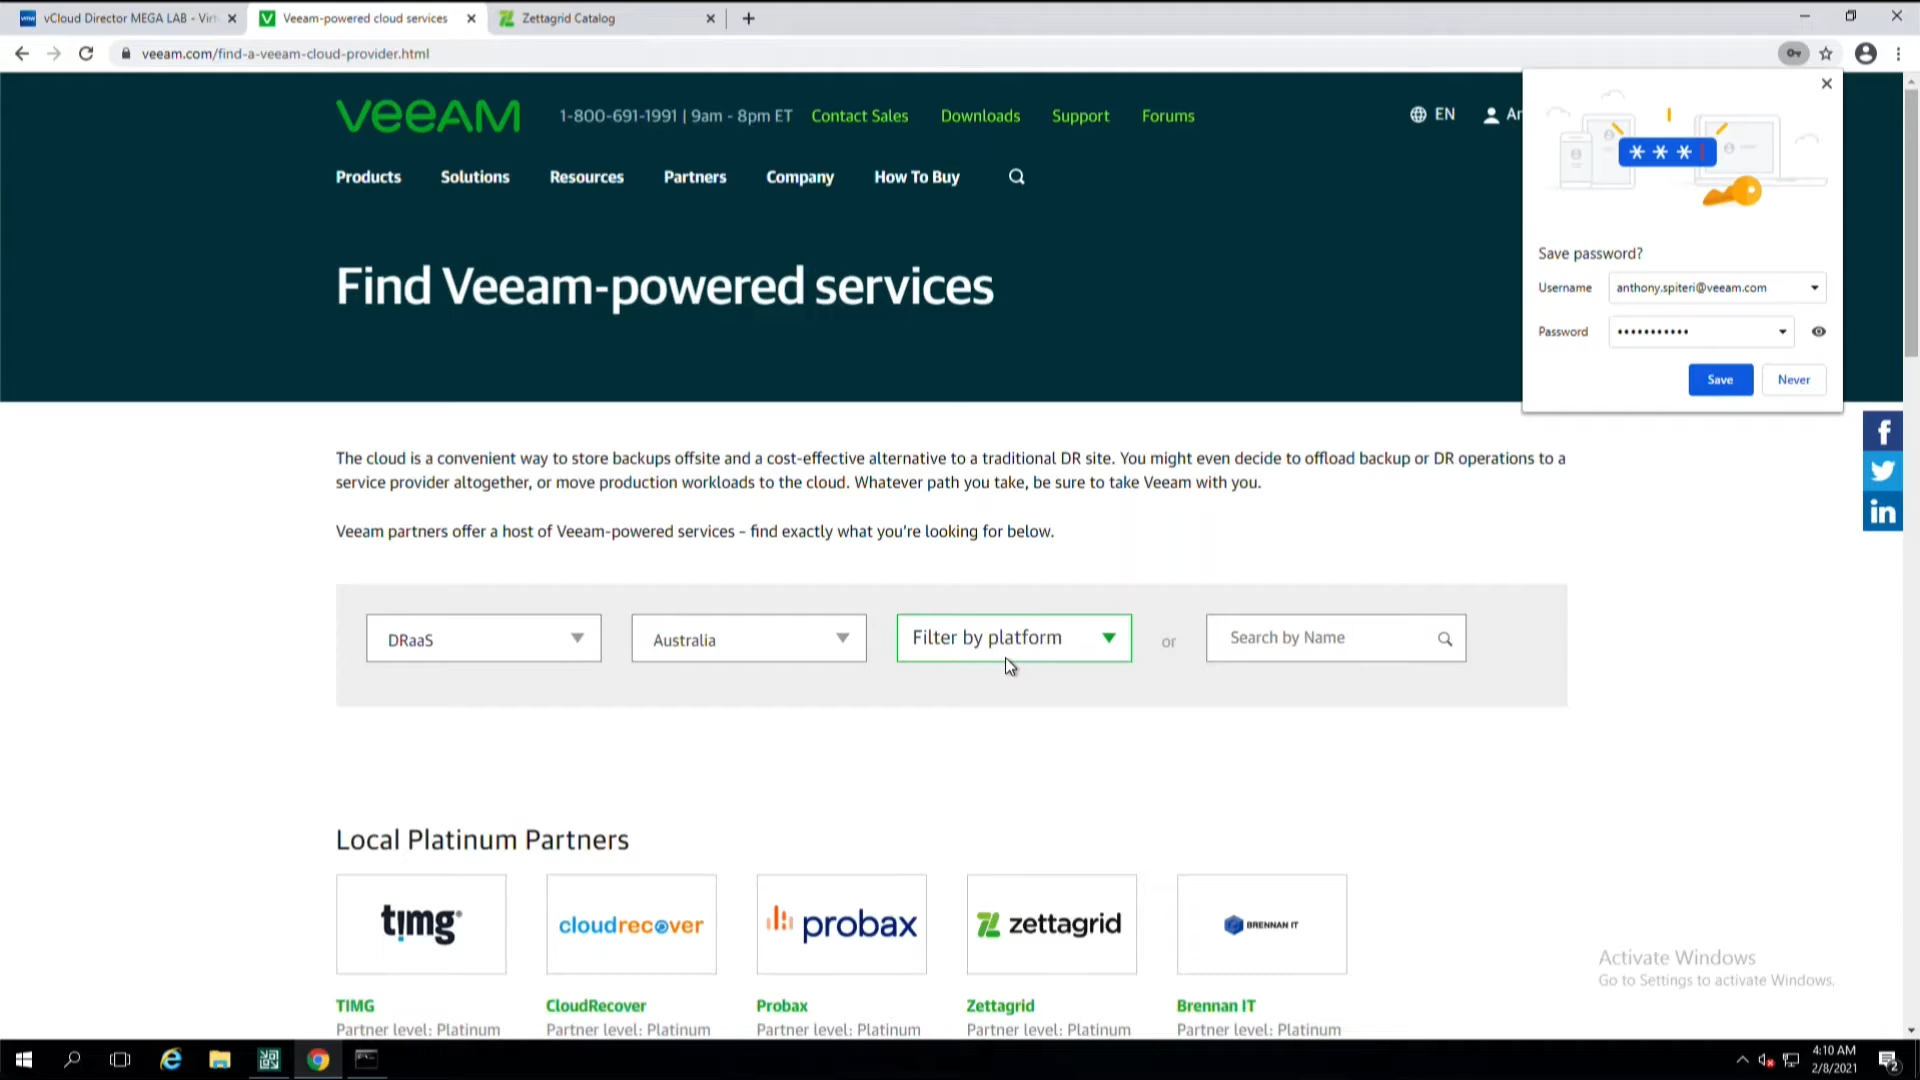 vCloud Director MEGA LAB - Virt
Veeam-powered cloud services
Zettagrid Catalog
veeam.com/find-a-veeam-cloud-provider.html
VEEAM
1-800-691-1991 | 9am - 8pm ET
Contact Sales
Downloads
Support
Forums
EN
An
Products
Solutions
Resources
Partners
Company
How To Buy
Find Veeam-powered services
* * *
Save password?
Username
anthony.spiteri@veeam.com
Password
•••••••••••
Save
Never
The cloud is a convenient way to store backups offsite and a cost-effective alternative to a traditional DR site. You might even decide to offload backup or DR operations to a
service provider altogether, or move production workloads to the cloud. Whatever path you take, be sure to take Veeam with you.
Veeam partners offer a host of Veeam-powered services – find exactly what you're looking for below.
DRaaS
Australia
Filter by platform
or
Search by Name
Local Platinum Partners
timg
cloudrecover
probax
zettagrid
BRENNAN IT
TIMG
CloudRecover
Probax
Zettagrid
Brennan IT
Partner level: Platinum
Partner level: Platinum
Partner level: Platinum
Partner level: Platinum
Partner level: Platinum
Activate Windows
Go to Settings to activate Windows.
4:10 AM
2/8/2021
2